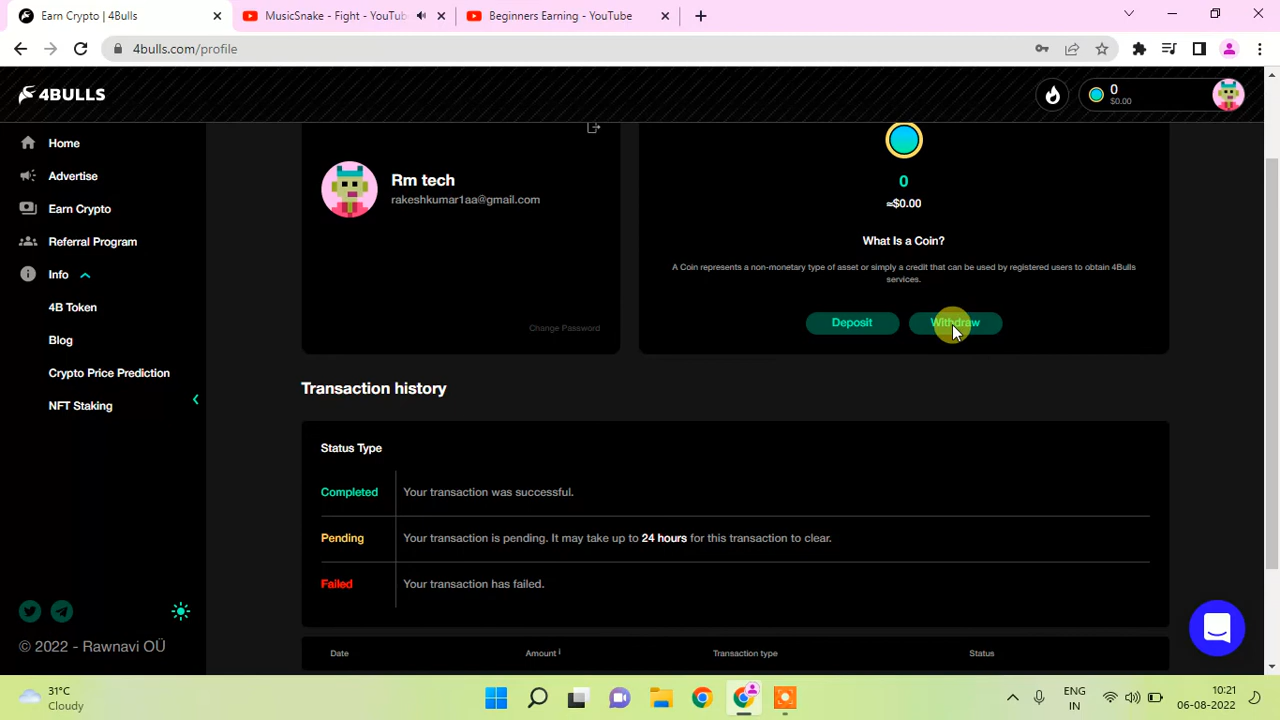 Earn Crypto | 4Bulls
MusicSnake - Fight - YouTub
Beginners Earning - YouTube
4bulls.com/profile
4BULLS
0
$0.00
Home
Advertise
Earn Crypto
Referral Program
Info
4B Token
Blog
Crypto Price Prediction
NFT Staking
© 2022 - Rawnavi OÜ
Rm tech
rakeshkumar1aa@gmail.com
Change Password
0
≈$0.00
What Is a Coin?
A Coin represents a non-monetary type of asset or simply a credit that can be used by registered users to obtain 4Bulls
services.
Deposit
Withdraw
Transaction history
Status Type
Completed
Your transaction was successful.
Pending
Your transaction is pending. It may take up to 24 hours for this transaction to clear.
Failed
Your transaction has failed.
Date
Amount i
Transaction type
Status
31°C
Cloudy
ENG
IN
10:21
06-08-2022